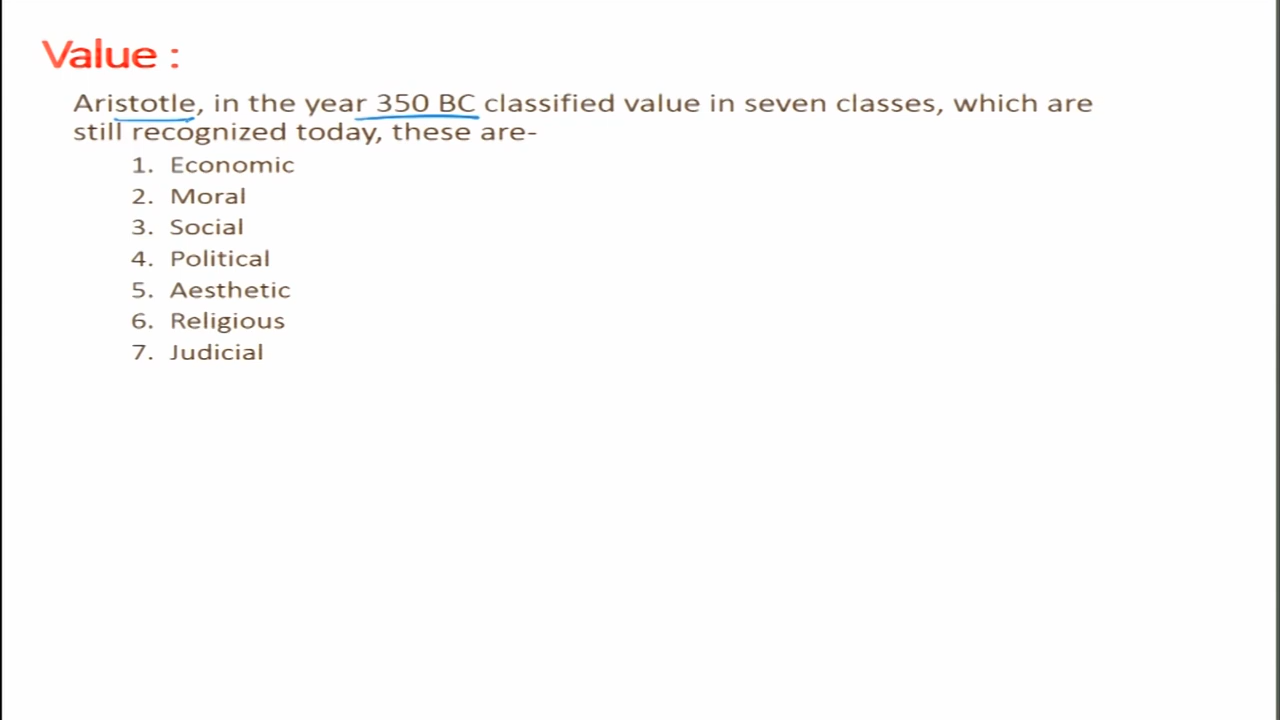 Value :
Aristotle, in the year 350 BC classified value in seven classes, which are
still recognized today, these are-
1. Economic
2. Moral
3. Social
4. Political
5. Aesthetic
6. Religious
7. Judicial